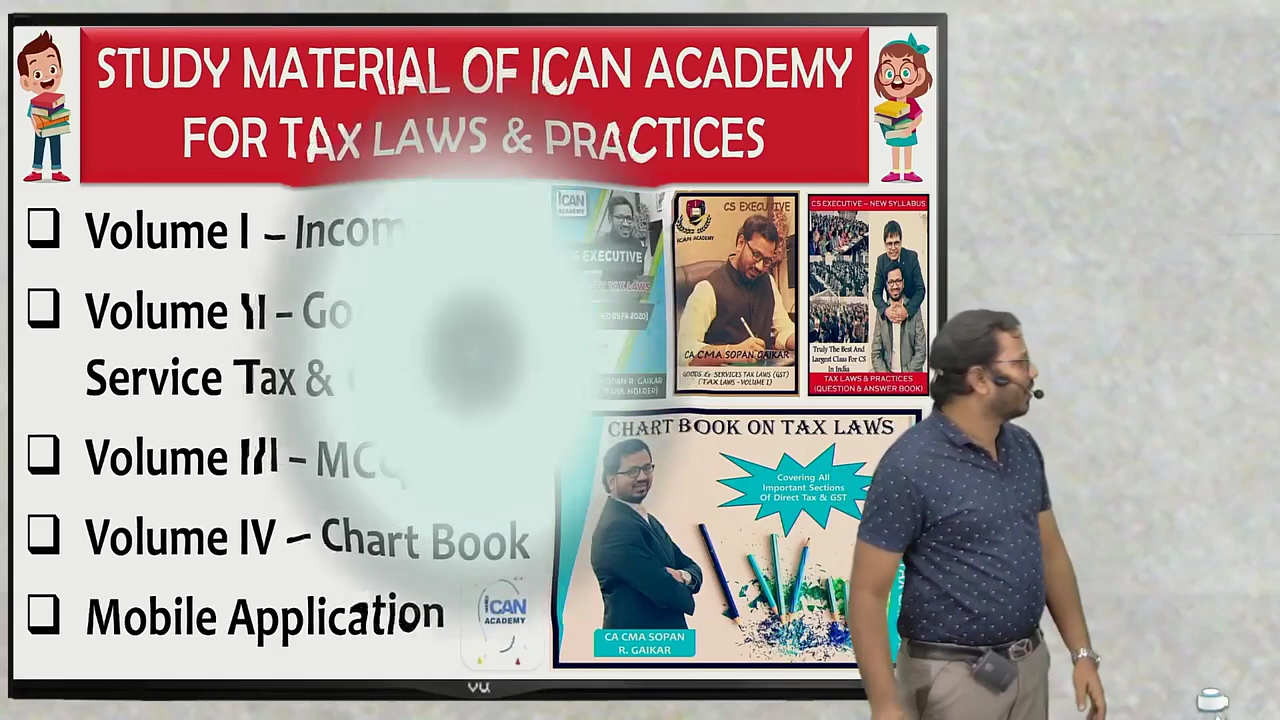 STUDY MATERIAL OF ICAN ACADEMY
FOR TAX LAWS & PRACTICES
Volume I –
Volume II –
Service Tax &
Volume III –
Volume IV – Chart Book
Mobile Application
iCAN
ACADEMY
ICAN
ACADEMY
EXECUTIVE
CS EXECUTIVE
ICAN ACADEMY
CA CMA SOPAN GAIKAR
GOODS & SERVICES TAX LAWS (GST)
(TAX LAWS - VOLUME I)
CS EXECUTIVE – NEW SYLLABUS
Truly The Best And
Largest Class For CS
In India
TAX LAWS & PRACTICES
(QUESTION & ANSWER BOOK)
CHART BOOK ON TAX LAWS
Covering All
Important Sections
Of Direct Tax & GST
CA CMA SOPAN
R. GAIKAR
VU